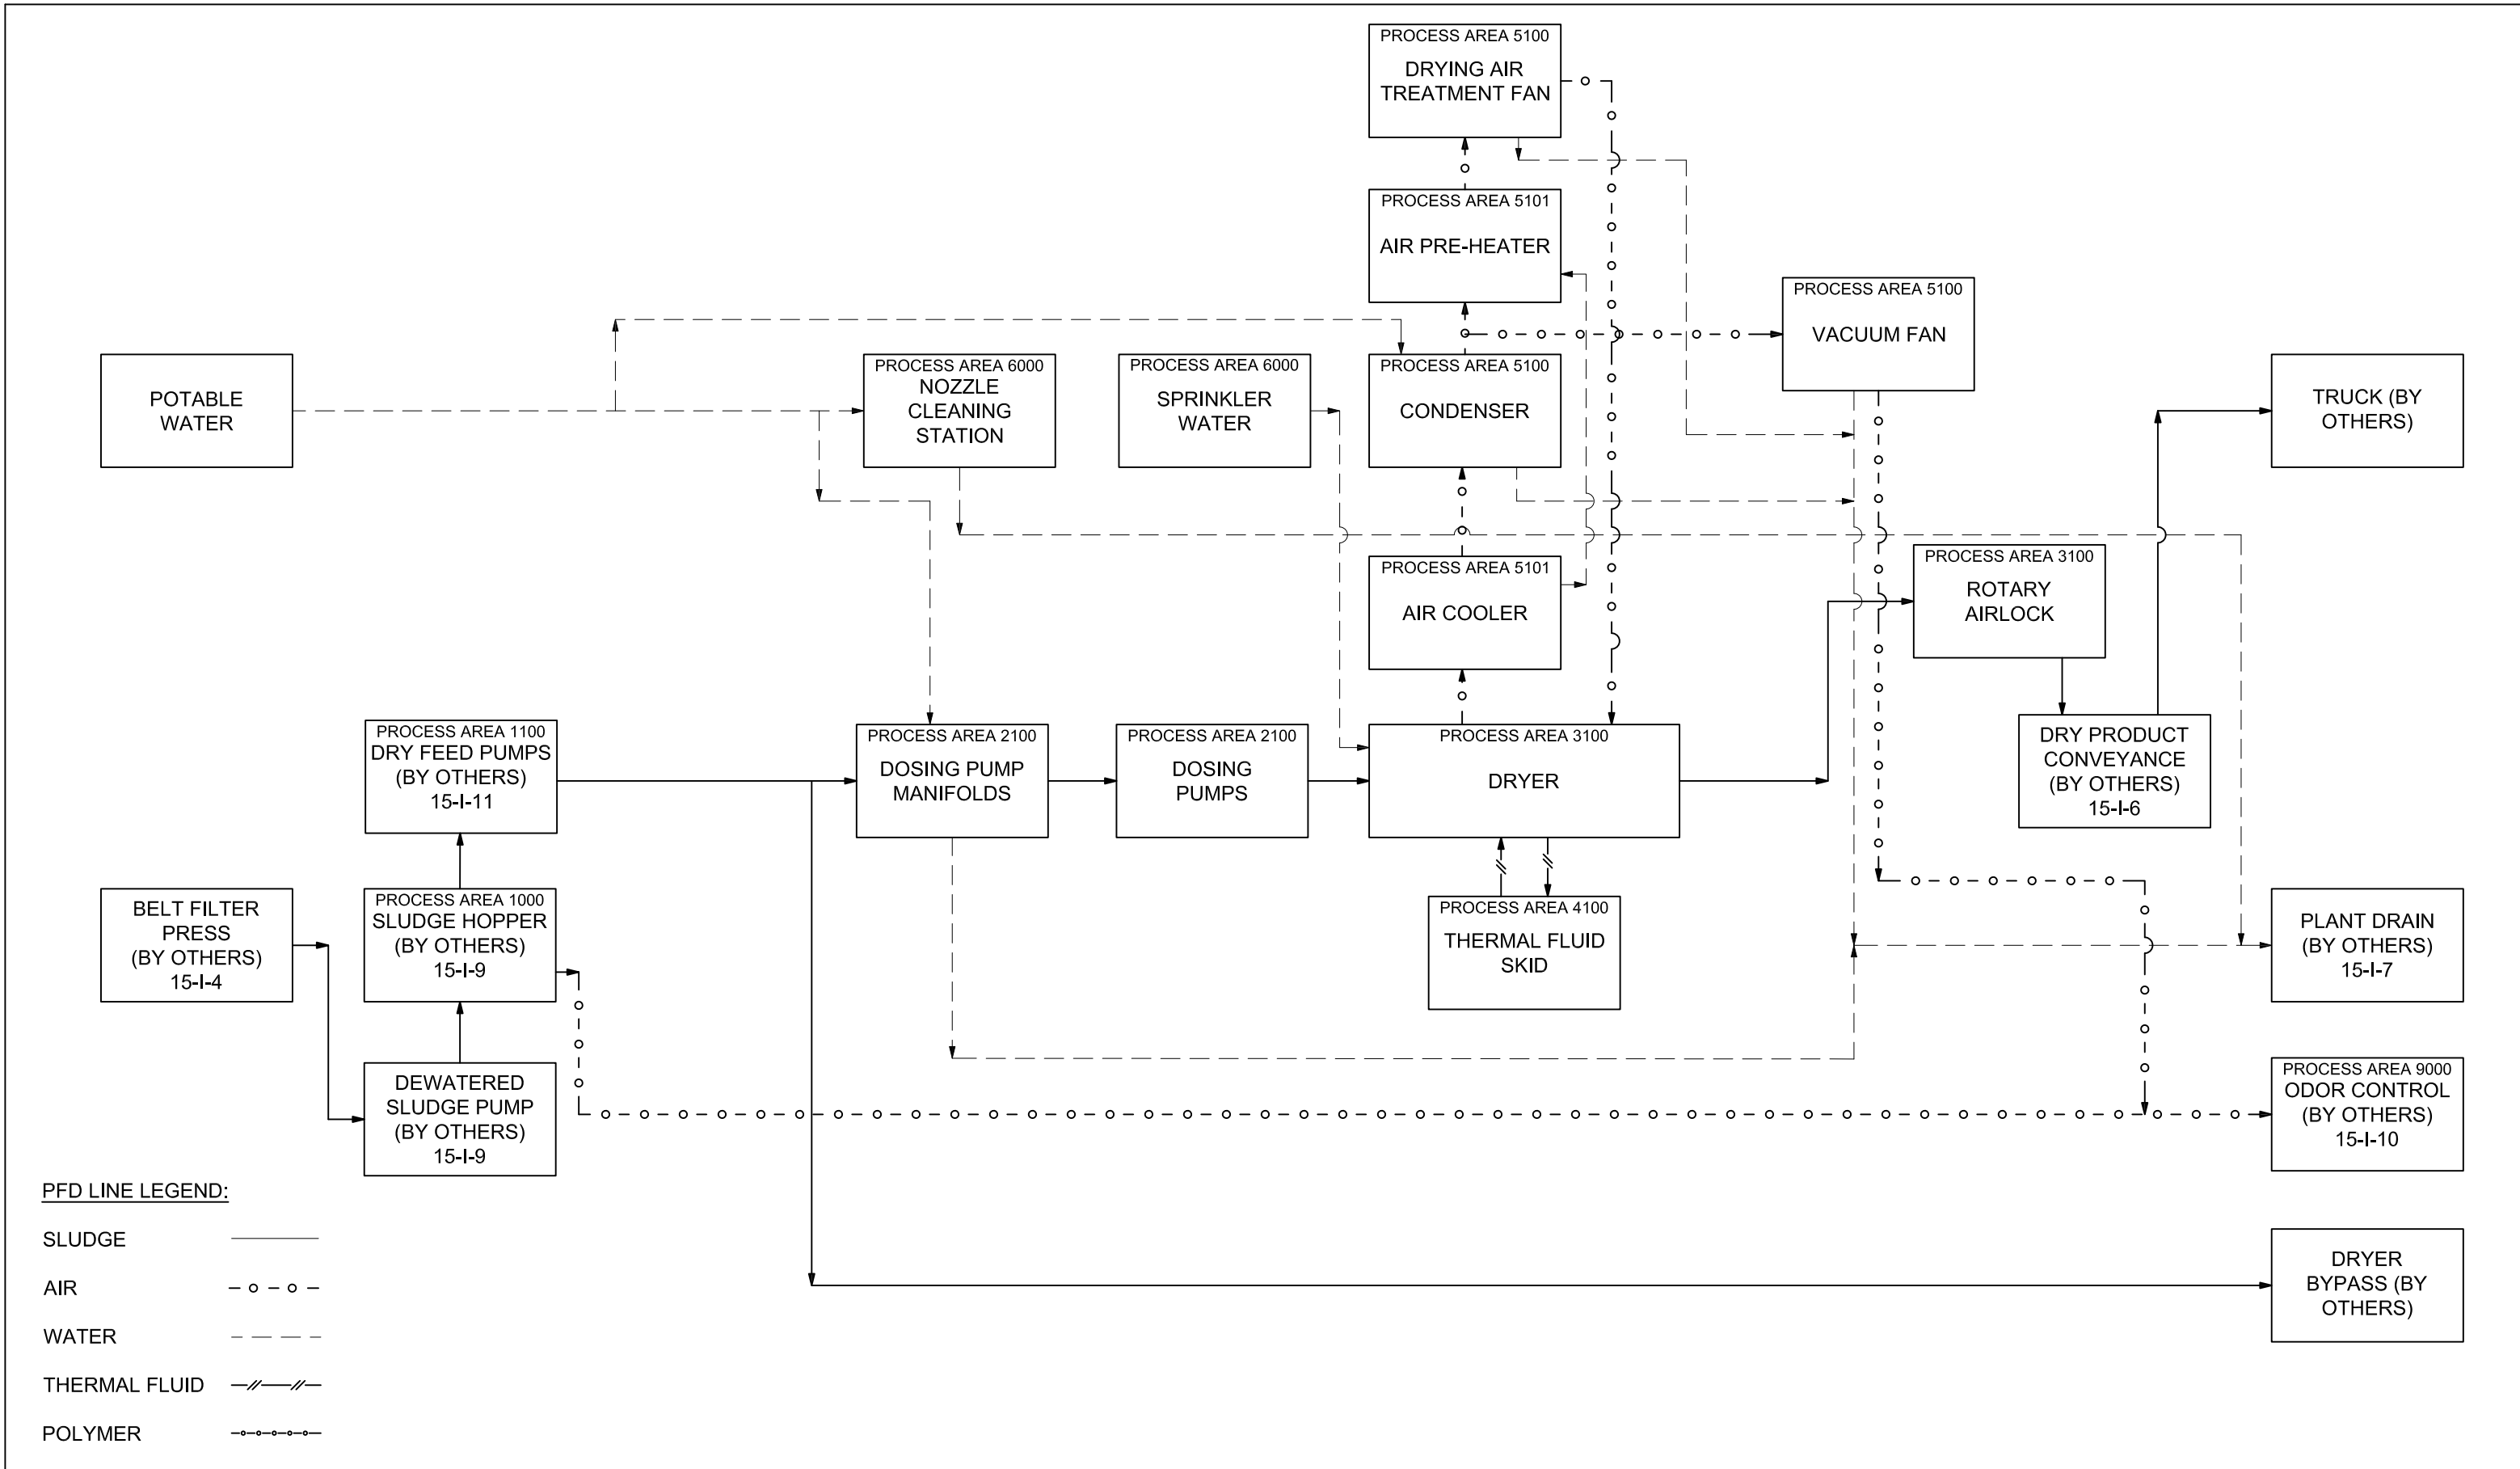 PROCESS AREA 5100
DRYING AIR
TREATMENT FAN
PROCESS AREA 5101
AIR PRE-HEATER
PROCESS AREA 5100
VACUUM FAN
POTABLE
WATER
PROCESS AREA 6000
NOZZLE
CLEANING
STATION
PROCESS AREA 6000
SPRINKLER
WATER
PROCESS AREA 5100
CONDENSER
TRUCK (BY
OTHERS)
PROCESS AREA 5101
AIR COOLER
PROCESS AREA 3100
ROTARY
AIRLOCK
PROCESS AREA 1100
DRY FEED PUMPS
(BY OTHERS)
15-I-11
PROCESS AREA 2100
DOSING PUMP
MANIFOLDS
PROCESS AREA 2100
DOSING
PUMPS
PROCESS AREA 3100
DRYER
DRY PRODUCT
CONVEYANCE
(BY OTHERS)
15-I-6
BELT FILTER
PRESS
(BY OTHERS)
15-I-4
PROCESS AREA 1000
SLUDGE HOPPER
(BY OTHERS)
15-I-9
PROCESS AREA 4100
THERMAL FLUID
SKID
PLANT DRAIN
(BY OTHERS)
15-I-7
DEWATERED
SLUDGE PUMP
(BY OTHERS)
15-I-9
PROCESS AREA 9000
ODOR CONTROL
(BY OTHERS)
15-I-10
DRYER
BYPASS (BY
OTHERS)
PFD LINE LEGEND:
SLUDGE
AIR
WATER
THERMAL FLUID
POLYMER